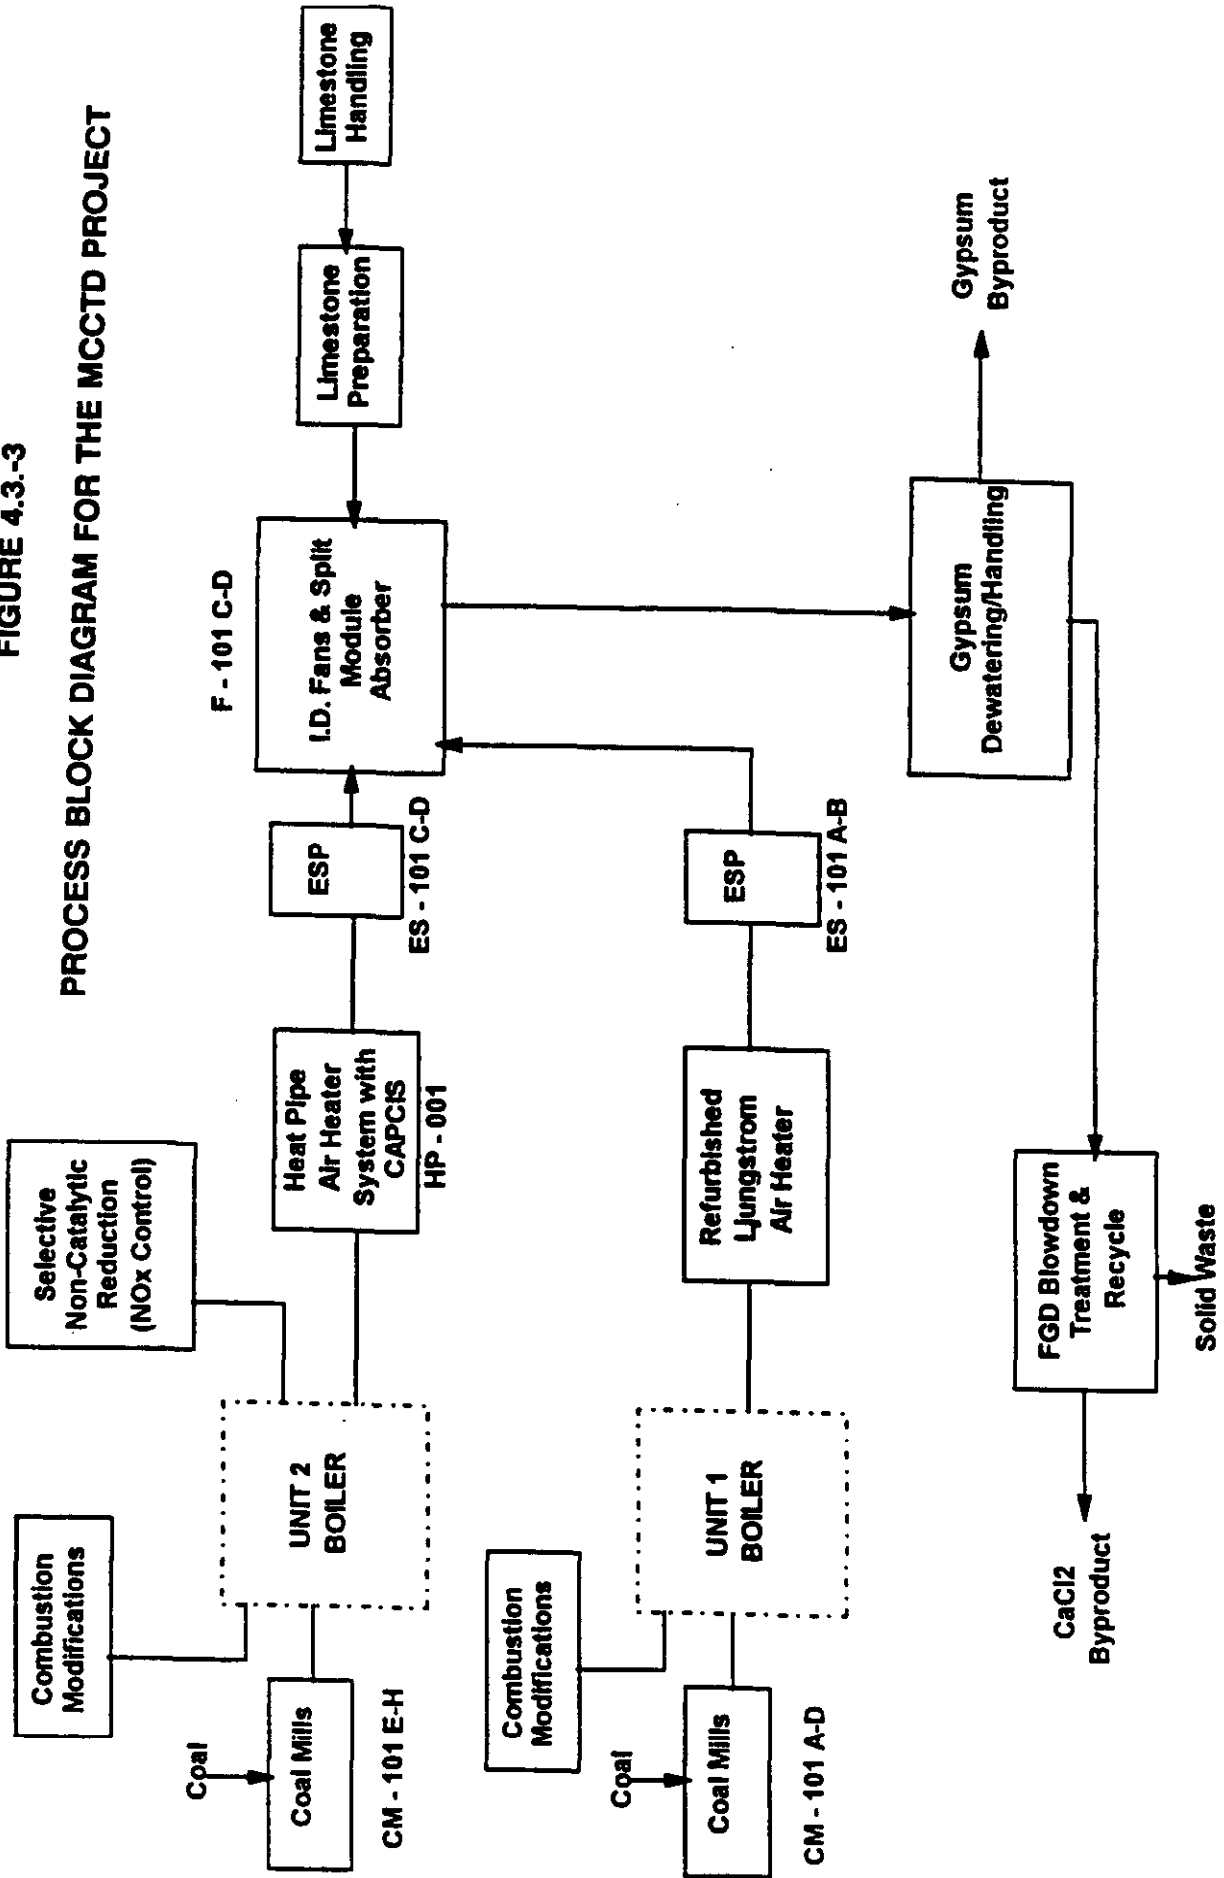 FIGURE 4.3.-3
PROCESS BLOCK DIAGRAM FOR THE MCCTD PROJECT
Combustion
Modifications
Selective
Non-Catalytic
Reduction
(NOx Control)
Coal
Coal Mills
CM - 101 E-H
UNIT 2
BOILER
Heat Pipe
Air Heater
System with
CAPCIS
HP - 001
ESP
ES - 101 C-D
F - 101 C-D
I.D. Fans & Split
Module
Absorber
Limestone
Preparation
Limestone
Handling
Combustion
Modifications
Coal
Coal Mills
CM - 101 A-D
UNIT 1
BOILER
Refurbished
Ljungstrom
Air Heater
ESP
ES - 101 A-B
Gypsum
Dewatering/Handling
Gypsum
Byproduct
FGD Blowdown
Treatment &
Recycle
CaCl2
Byproduct
Solid Waste